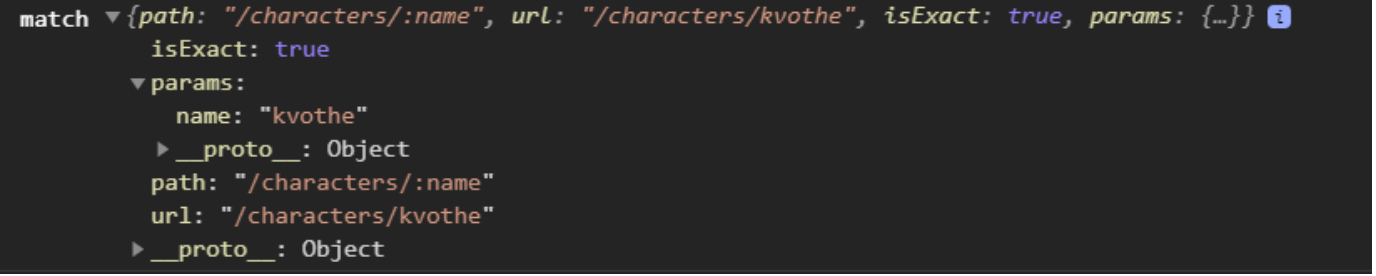 match ▼{path: "/characters/:name", url: "/characters/kvothe", isExact: true, params: {…}} i
isExact: true
▼params:
name: "kvothe"
▶__proto__: Object
path: "/characters/:name"
url: "/characters/kvothe"
▶__proto__: Object